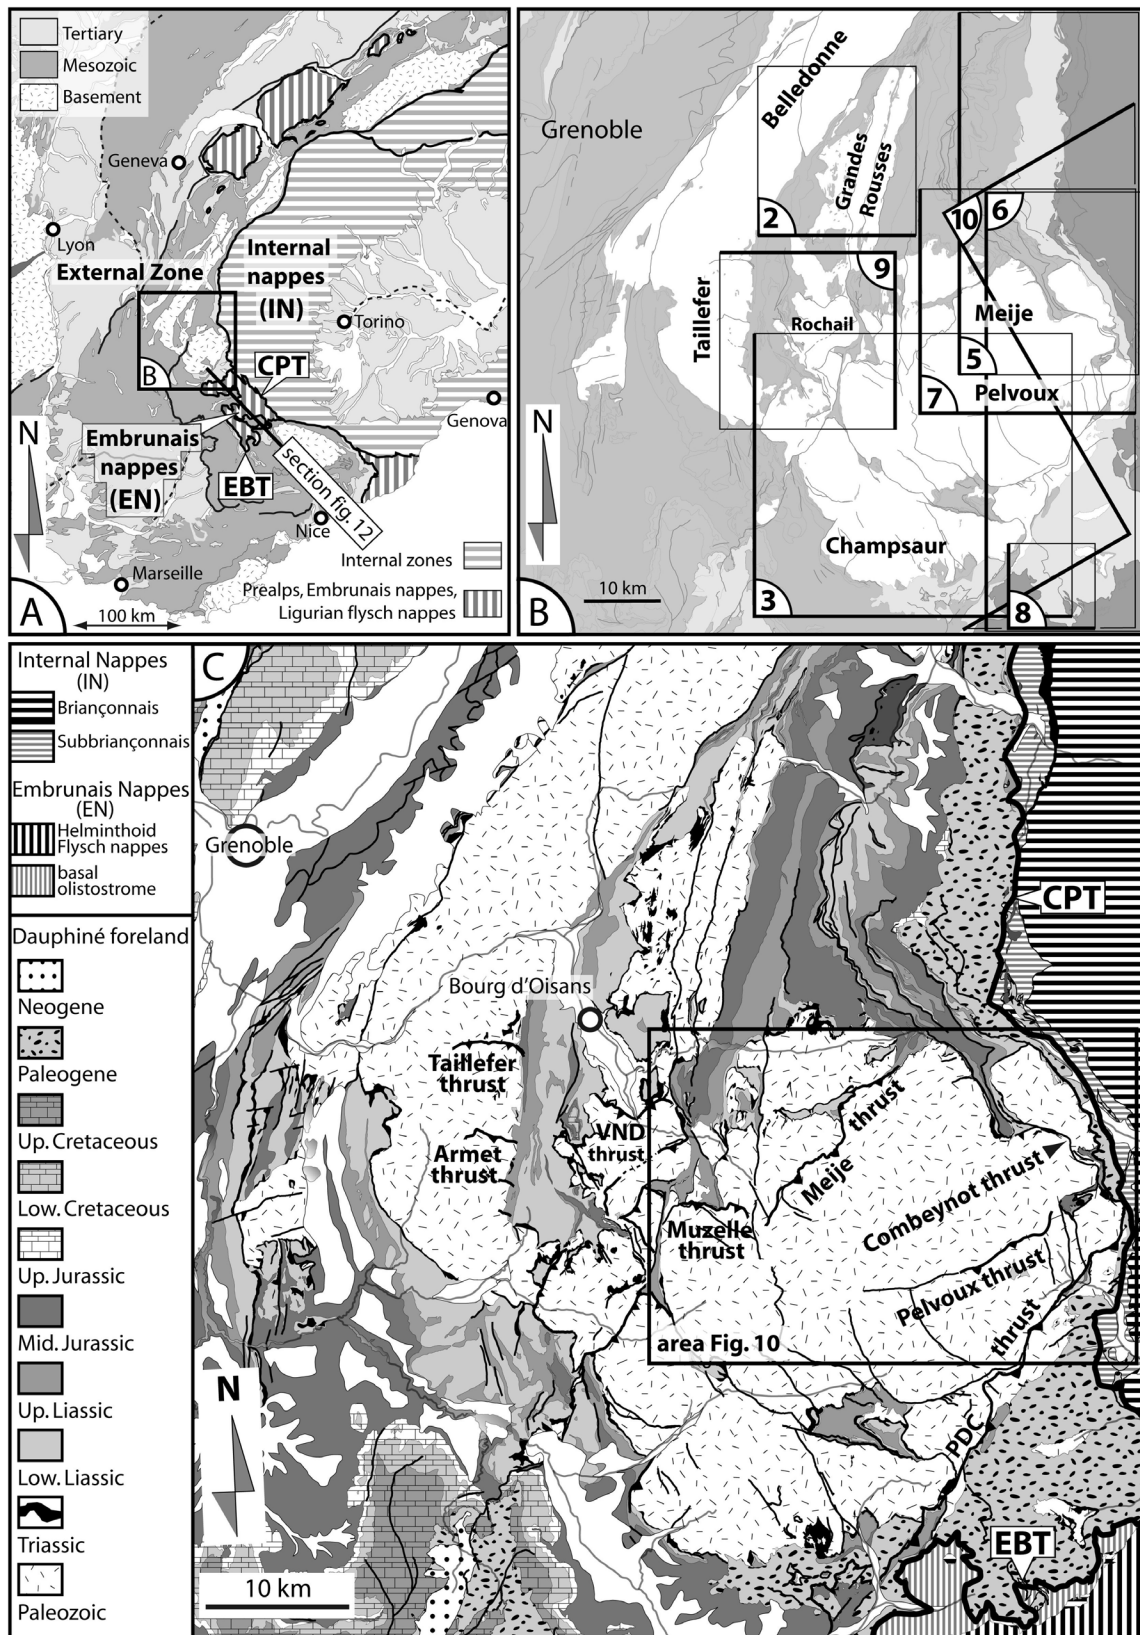 Tertiary
Mesozoic
Basement
Geneva
Lyon
External Zone
Internal
nappes
(IN)
Torino
B
CPT
Genova
N
Embrunais
nappes
(EN)
EBT
section fig. 12
Nice
Marseille
Internal zones
Prealps, Embrunais nappes,
Ligurian flysch nappes
A
100 km
Grenoble
Belledonne
Grandes
Rousses
2
10
6
9
Taillefer
Rochail
Meije
5
7
Pelvoux
N
Champsaur
10 km
B
3
8
Internal Nappes
(IN)
Briançonnais
Subbriançonnais
Embrunais Nappes
(EN)
Helminthoid
Flysch nappes
basal
olistostrome
Dauphiné foreland
Neogene
Paleogene
Up. Cretaceous
Low. Cretaceous
Up. Jurassic
Mid. Jurassic
Up. Liassic
Low. Liassic
Triassic
Paleozoic
C
Grenoble
CPT
Bourg d'Oisans
Taillefer
thrust
Armet
thrust
VND
thrust
Meije thrust
Muzelle
thrust
Combeynot thrust
Pelvoux thrust
thrust
area Fig. 10
N
PDC
EBT
10 km